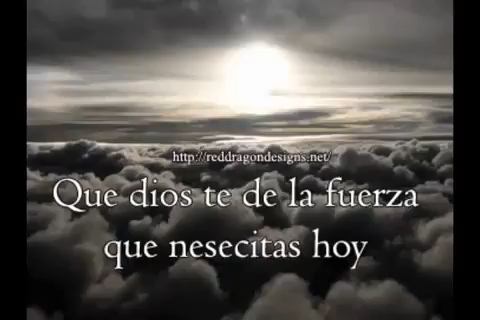 http://reddragondesigns.net/
Que dios te de la fuerza
que nesecitas hoy